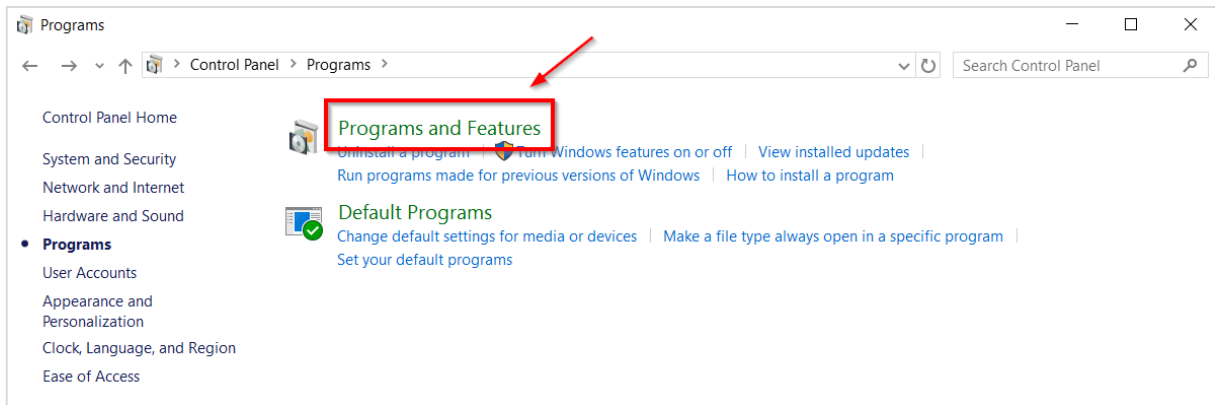 Programs
Control Panel > Programs >
Search Control Panel
Control Panel Home
System and Security
Network and Internet
Hardware and Sound
Programs
User Accounts
Appearance and
Personalization
Clock, Language, and Region
Ease of Access
Programs and Features
Uninstall a program
Turn Windows features on or off
View installed updates
Run programs made for previous versions of Windows
How to install a program
Default Programs
Change default settings for media or devices
Make a file type always open in a specific program
Set your default programs